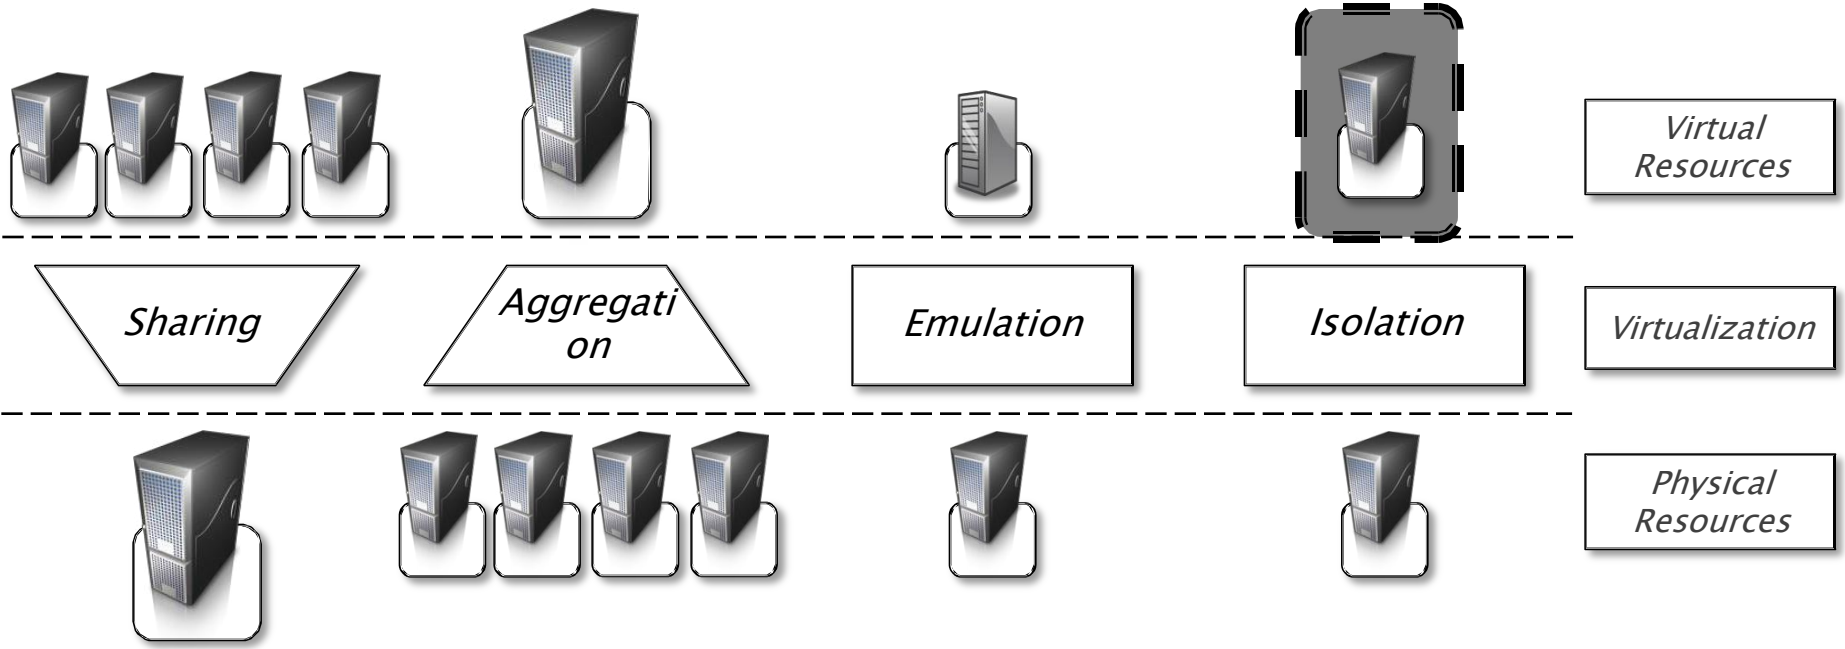 Virtual
Resources
Sharing
Aggregati
on
Emulation
Isolation
Virtualization
Physical
Resources